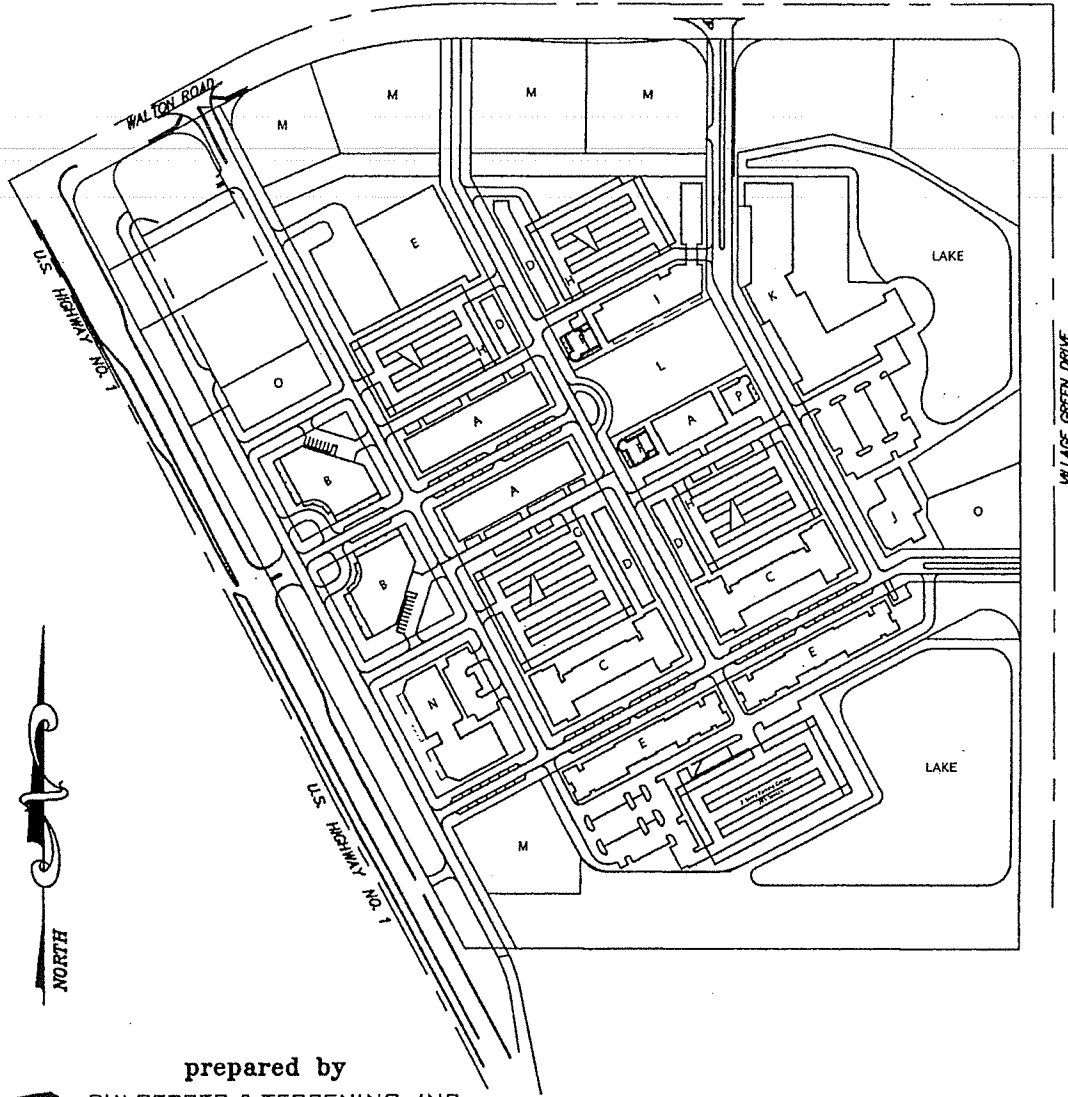 WALTON ROAD
M
M
M
M
U.S. HIGHWAY NO. 1
E
D
H
LAKE
K
I
D
H
F
L
O
A
A
P
F
VILLAGE GREEN DRIVE
B
A
H
J
O
G
D
D
B
C
C
E
N
E
U.S. HIGHWAY NO. 1
LAKE
M
NORTH
prepared by